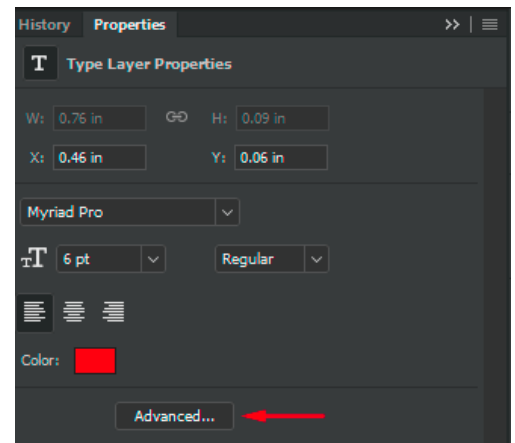 History Properties
T Type Layer Properties
W: 0.76 in H: 0.09 in
X: 0.46 in Y: 0.06 in
Myriad Pro
TT 6 pt Regular
Color:
Advanced...